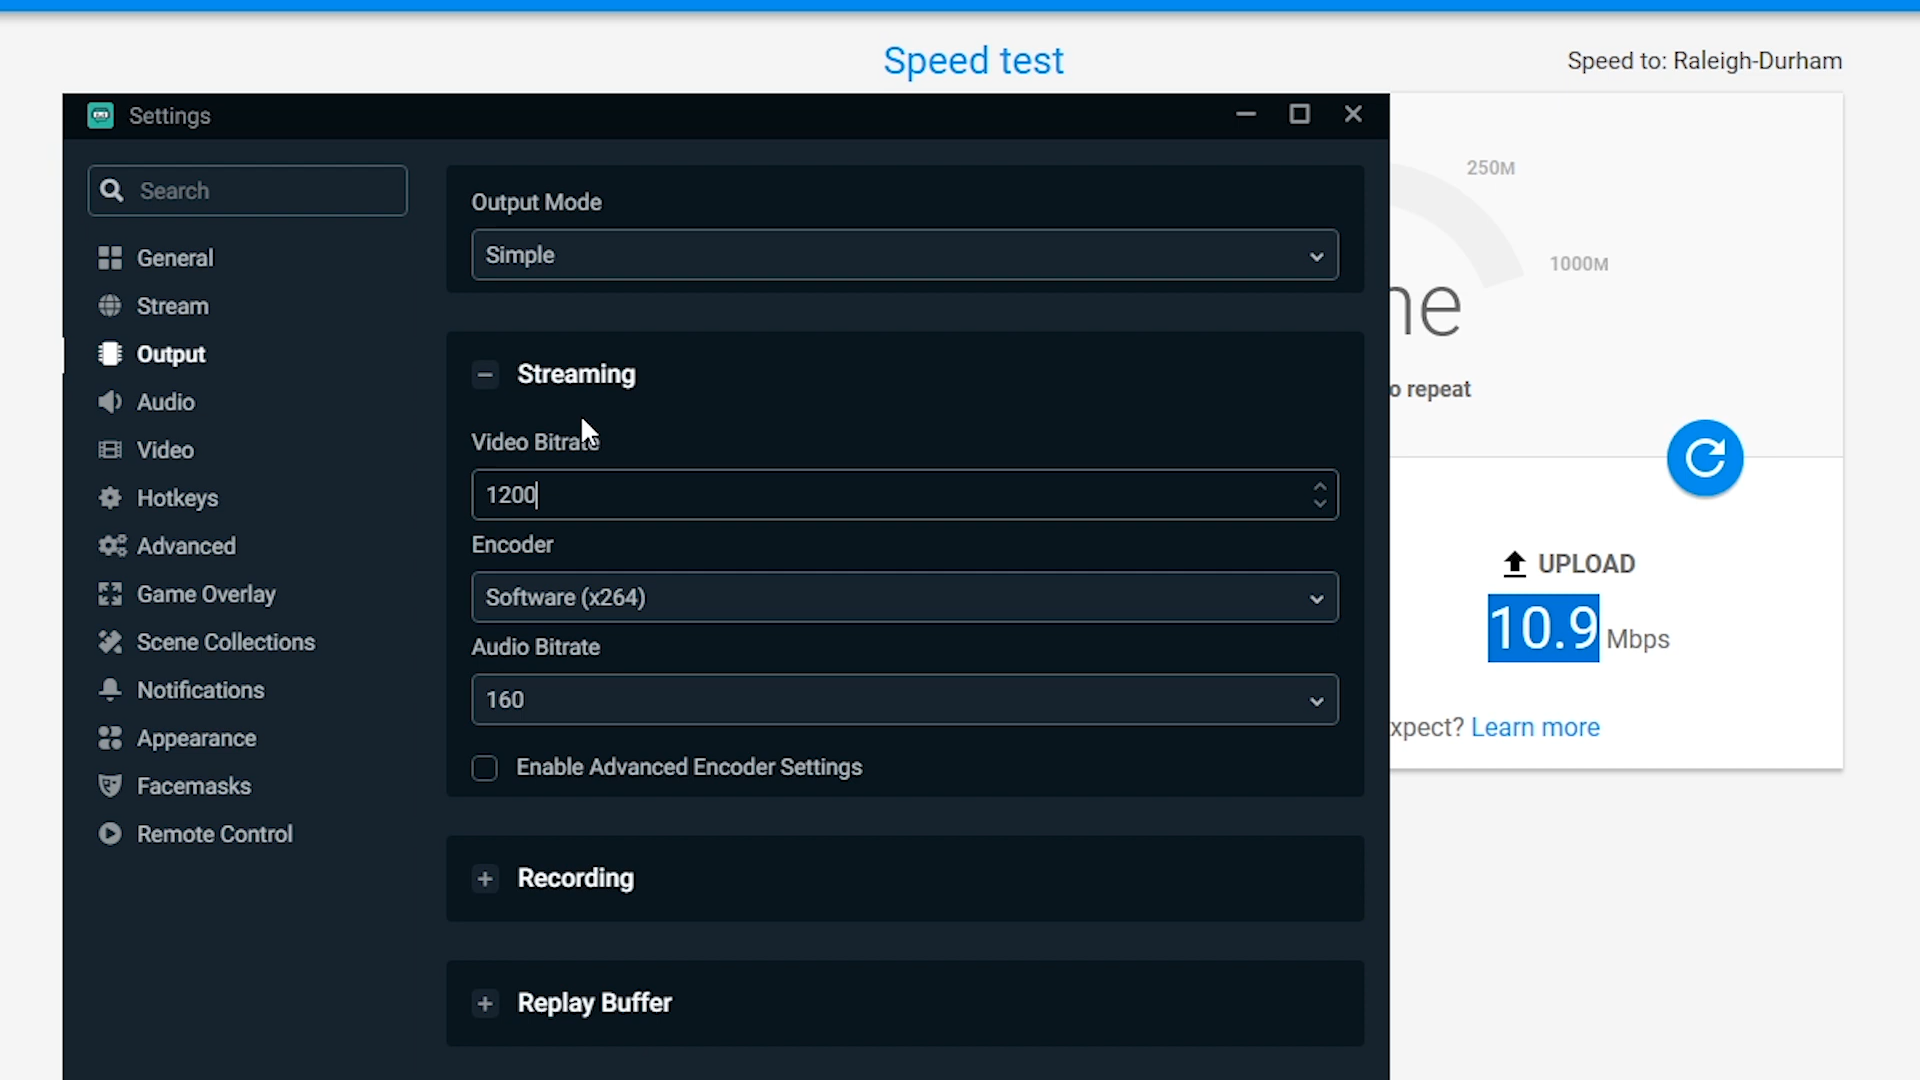 Speed test
Speed to: Raleigh-Durham
Settings
Search
General
Stream
Output
Audio
Video
Hotkeys
Advanced
Game Overlay
Scene Collections
Notifications
Appearance
Facemasks
Remote Control
Output Mode
Simple
Streaming
Video Bitrate
1200
Encoder
Software (x264)
Audio Bitrate
160
Enable Advanced Encoder Settings
Recording
Replay Buffer
250M
1000M
ne
o repeat
UPLOAD
10.9 Mbps
xpect? Learn more